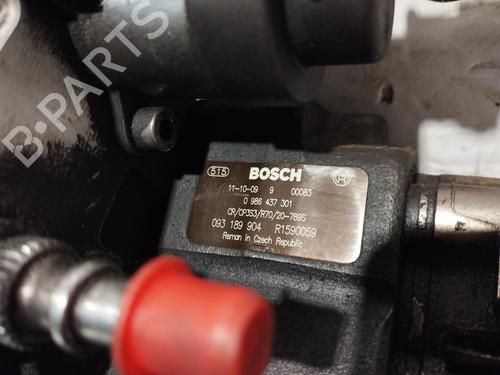 B-PARTS
515 BOSCH
11-10-09 9 00083
0 986 437 301
CR/CP3S3/R70/20-789S
093 189 904 R1590059
Reman in Czech Republic